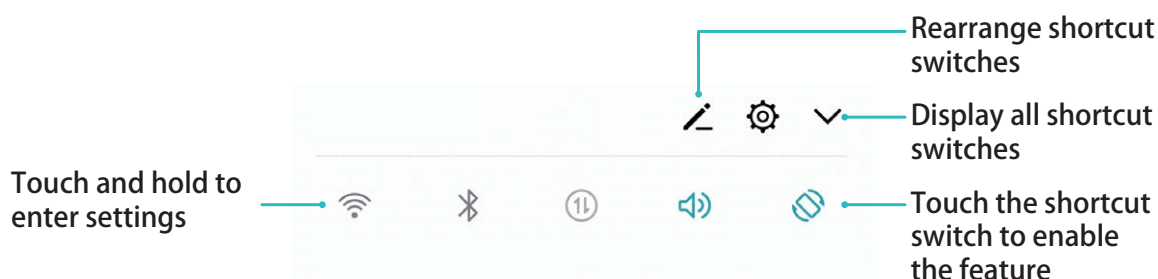 Rearrange shortcut
switches
Display all shortcut
switches
Touch and hold to
enter settings
Touch the shortcut
switch to enable
the feature